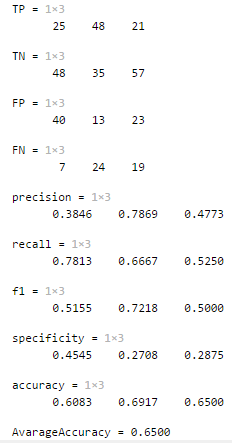 TP = 1×3
25 48 21
TN = 1×3
48 35 57
FP = 1×3
40 13 23
FN = 1×3
7 24 19
precision = 1×3
0.3846 0.7869 0.4773
recall = 1×3
0.7813 0.6667 0.5250
f1 = 1×3
0.5155 0.7218 0.5000
specificity = 1×3
0.4545 0.2708 0.2875
accuracy = 1×3
0.6083 0.6917 0.6500
AvarageAccuracy = 0.6500